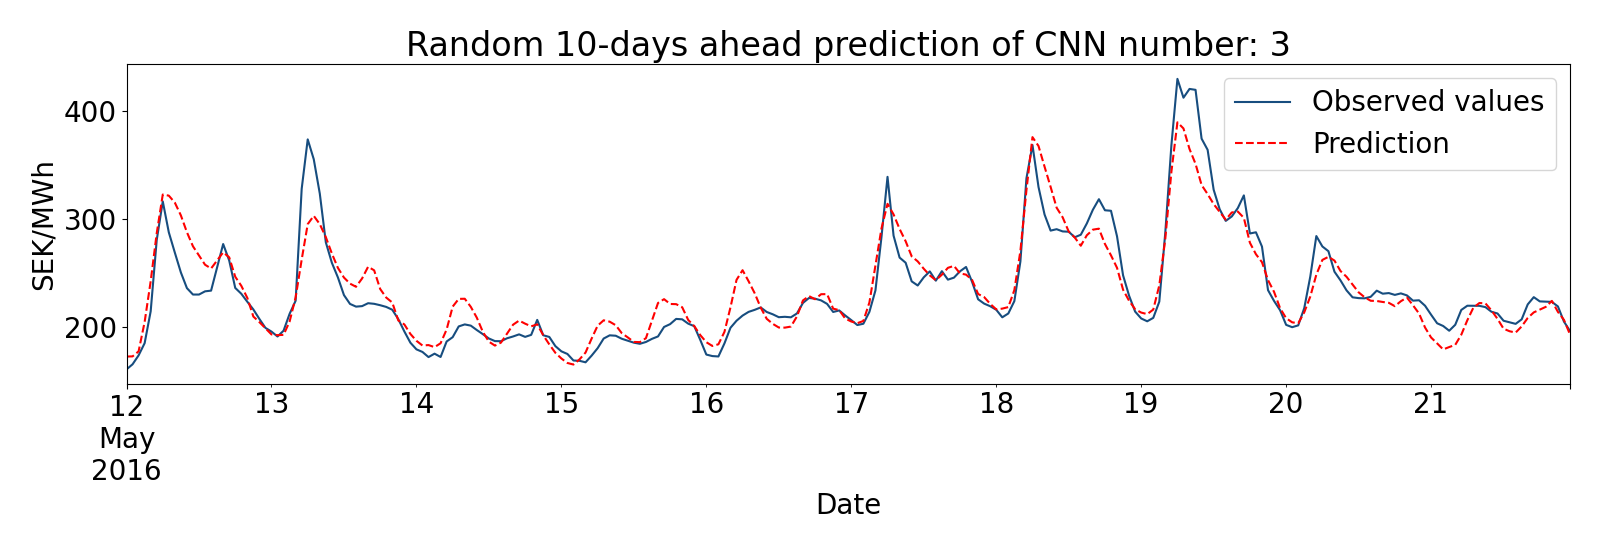 Random 10-days ahead prediction of CNN number: 3
SEK/MWh
400
300
200
Observed values
Prediction
12 13 14 15 16 17 18 19 20 21
May
2016
Date